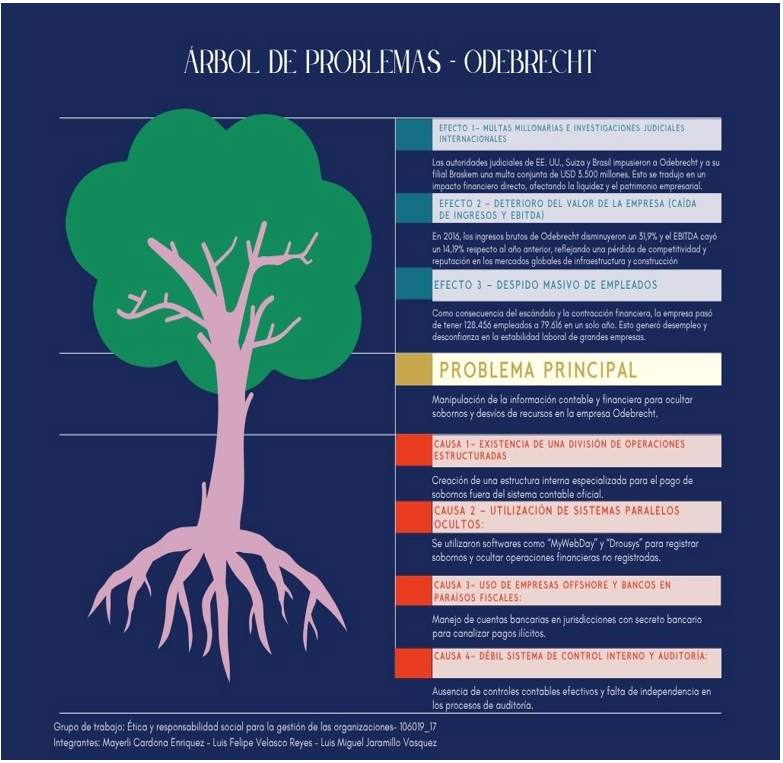 ÁRBOL DE PROBLEMAS - ODEBRECHT
EFECTO 1- MULTAS MILLONARIAS E INVESTIGACIONES JUDICIALES
INTERNACIONALES
Las autoridades judiciales de EE. UU., Suiza y Brasil impusieron a Odebrecht y a su
filial Braskem una multa conjunta de USD 3.500 millones. Esto se tradujo en un
impacto financiero directo, afectando la liquidez y el patrimonio empresarial.
EFECTO 2 - DETERIORO DEL VALOR DE LA EMPRESA (CAÍDA
DE INGRESOS Y EBITDA)
En 2016, los ingresos brutos de Odebrecht disminuyeron un 31,9% y el EBITDA cayó
un 14,19% respecto al año anterior, reflejando una pérdida de competitividad y
reputación en los mercados globales de infraestructura y construcción
EFECTO 3 - DESPIDO MASIVO DE EMPLEADOS
Como consecuencia del escándalo y la contracción financiera, la empresa pasó
de tener 128.456 empleados a 79.616 en un solo año. Esto generó desempleo y
desconfianza en la estabilidad laboral de grandes empresas.
PROBLEMA PRINCIPAL
Manipulación de la información contable y financiera para ocultar
sobornos y desvíos de recursos en la empresa Odebrecht.
CAUSA 1- EXISTENCIA DE UNA DIVISIÓN DE OPERACIONES
ESTRUCTURADAS
Creación de una estructura interna especializada para el pago de
sobornos fuera del sistema contable oficial.
CAUSA 2 - UTILIZACIÓN DE SISTEMAS PARALELOS
OCULTOS:
Se utilizaron softwares como "MyWebDay" y "Drousys" para registrar
sobornos y ocultar operaciones financieras no registradas.
CAUSA 3- USO DE EMPRESAS OFFSHORE Y BANCOS EN
PARAÍSOS FISCALES:
Manejo de cuentas bancarias en jurisdicciones con secreto bancario
para canalizar pagos ilícitos.
CAUSA 4- DÉBIL SISTEMA DE CONTROL INTERNO Y AUDITORÍA:
Ausencia de controles contables efectivos y falta de independencia en
los procesos de auditoría.
Grupo de trabajo: Ética y responsabilidad social para la gestión de las organizaciones- 106019_17
Integrantes: Mayerli Cardona Enriquez - Luis Felipe Velasco Reyes - Luis Miguel Jaramillo Vasquez